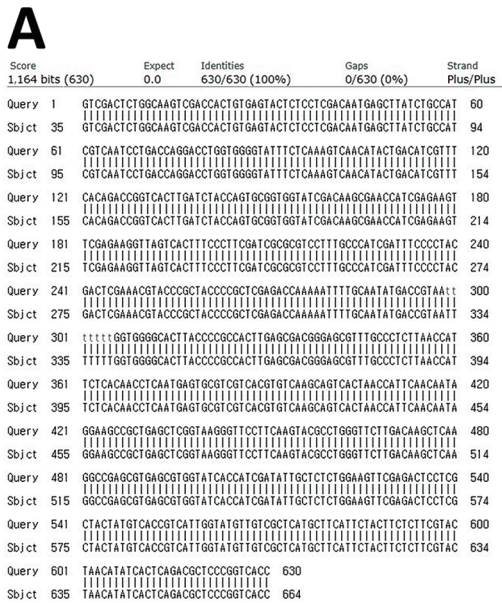 A
Score Expect Identities Gaps Strand
1,164 bits (630) 0.0 630/630 (100%) 0/630 (0%) Plus/Plus
Query 1 GTCGACTCTGGCAAGTCGACCACTGTGAGTACTCTCCTCGACAATGAGCTTATCTGCCAT 60
Sbjct 35 GTCGACTCTGGCAAGTCGACCACTGTGAGTACTCTCCTCGACAATGAGCTTATCTGCCAT 94
Query 61 CGTCAATCCTGACCAGGACCTGGTGGGGTATTTCTCAAAGTCAACATACTGACATCGTTT 120
Sbjct 95 CGTCAATCCTGACCAGGACCTGGTGGGGTATTTCTCAAAGTCAACATACTGACATCGTTT 154
Query 121 CACAGACCGGTCACTTGATCTACCAGTGCGGTGGTATCGACAAGCGAACCATCGAGAAGT 180
Sbjct 155 CACAGACCGGTCACTTGATCTACCAGTGCGGTGGTATCGACAAGCGAACCATCGAGAAGT 214
Query 181 TCGAGAAGGTTAGTCACTTTCCCTTCGATCGCGCGTCCTTTGCCCATCGATTTCCCCTAC 240
Sbjct 215 TCGAGAAGGTTAGTCACTTTCCCTTCGATCGCGCGTCCTTTGCCCATCGATTTCCCCTAC 274
Query 241 GACTCGAAACGTACCCGCTACCCCGCTCGAGACCAAAAATTTTGCAATATGACCGTAAtt 300
Sbjct 275 GACTCGAAACGTACCCGCTACCCCGCTCGAGACCAAAAATTTTGCAATATGACCGTAATT 334
Query 301 tttttGGTGGGGCACTTACCCCGCCACTTGAGCGACGGGAGCGTTTGCCCTCTTAACCAT 360
Sbjct 335 TTTTTGGTGGGGCACTTACCCCGCCACTTGAGCGACGGGAGCGTTTGCCCTCTTAACCAT 394
Query 361 TCTCACAACCTCAATGAGTGCGTCGTCACGTGTCAAGCAGTCACTAACCATTCAACAATA 420
Sbjct 395 TCTCACAACCTCAATGAGTGCGTCGTCACGTGTCAAGCAGTCACTAACCATTCAACAATA 454
Query 421 GGAAGCCGCTGAGCTCGGTAAGGGTTCCTTCAAGTACGCCTGGGTTCTTGACAAGCTCAA 480
Sbjct 455 GGAAGCCGCTGAGCTCGGTAAGGGTTCCTTCAAGTACGCCTGGGTTCTTGACAAGCTCAA 514
Query 481 GGCCGAGCGTGAGCGTGGTATCACCATCGATATTGCTCTCTGGAAGTTCGAGACTCCTCG 540
Sbjct 515 GGCCGAGCGTGAGCGTGGTATCACCATCGATATTGCTCTCTGGAAGTTCGAGACTCCTCG 574
Query 541 CTACTATGTCACCGTCATTGGTATGTTGTCGCTCATGCTTCATTCTACTTCTCTTCGTAC 600
Sbjct 575 CTACTATGTCACCGTCATTGGTATGTTGTCGCTCATGCTTCATTCTACTTCTCTTCGTAC 634
Query 601 TAACATATCACTCAGACGCTCCCGGTCACC 630
Sbjct 635 TAACATATCACTCAGACGCTCCCGGTCACC 664